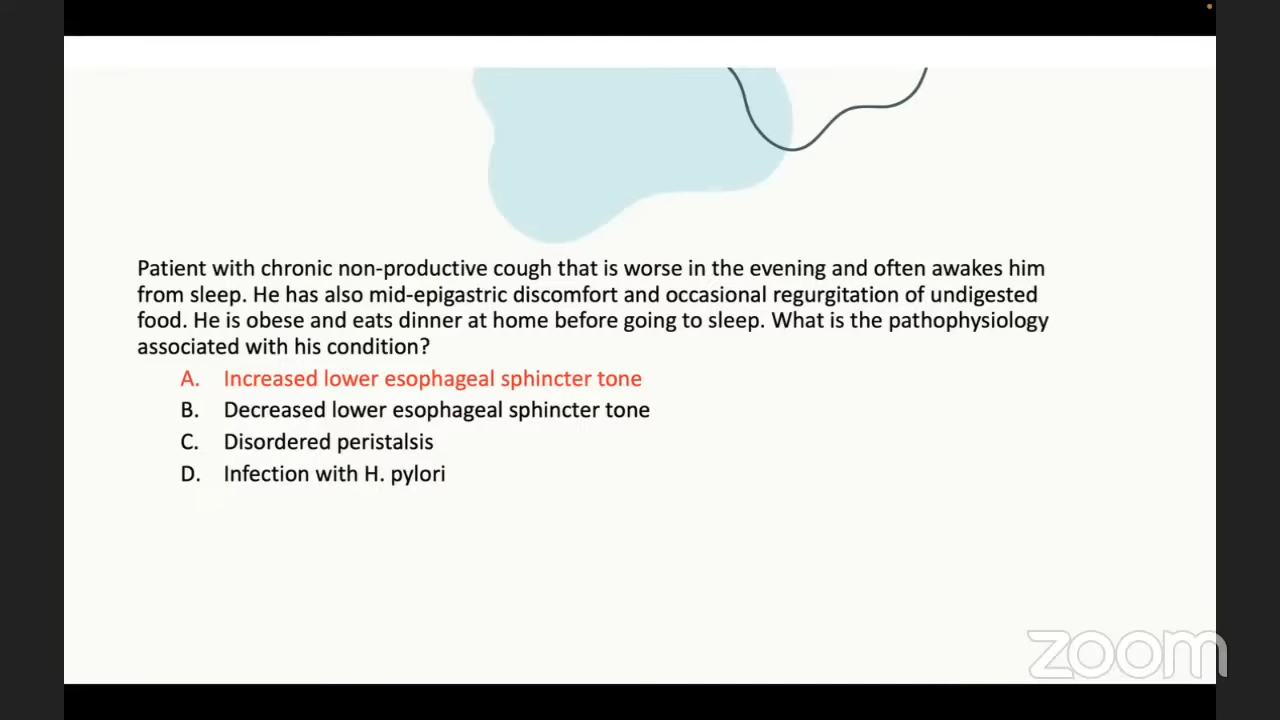 Patient with chronic non-productive cough that is worse in the evening and often awakes him
from sleep. He has also mid-epigastric discomfort and occasional regurgitation of undigested
food. He is obese and eats dinner at home before going to sleep. What is the pathophysiology
associated with his condition?
A. Increased lower esophageal sphincter tone
B. Decreased lower esophageal sphincter tone
C. Disordered peristalsis
D. Infection with H. pylori
zoom